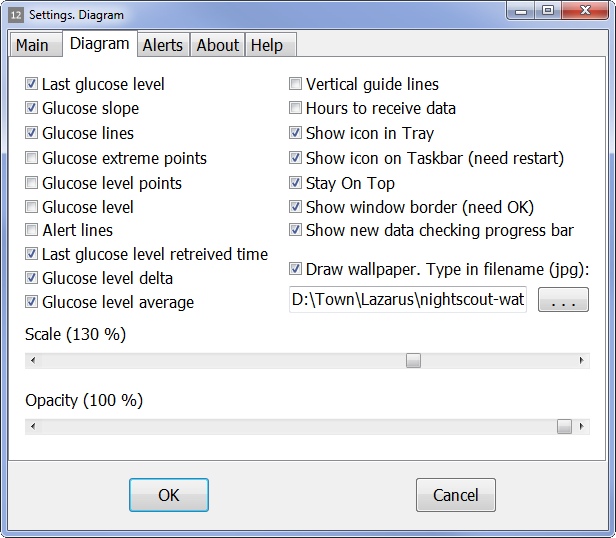 12 Settings. Diagram
Main Diagram Alerts About Help
Last glucose level
Glucose slope
Glucose lines
Glucose extreme points
Glucose level points
Glucose level
Alert lines
Last glucose level retreived time
Glucose level delta
Glucose level average
Vertical guide lines
Hours to receive data
Show icon in Tray
Show icon on Taskbar (need restart)
Stay On Top
Show window border (need OK)
Show new data checking progress bar
Draw wallpaper. Type in filename (jpg):
D:\Town\Lazarus\nightscout-wat ...
Scale (130 %)
Opacity (100 %)
OK Cancel